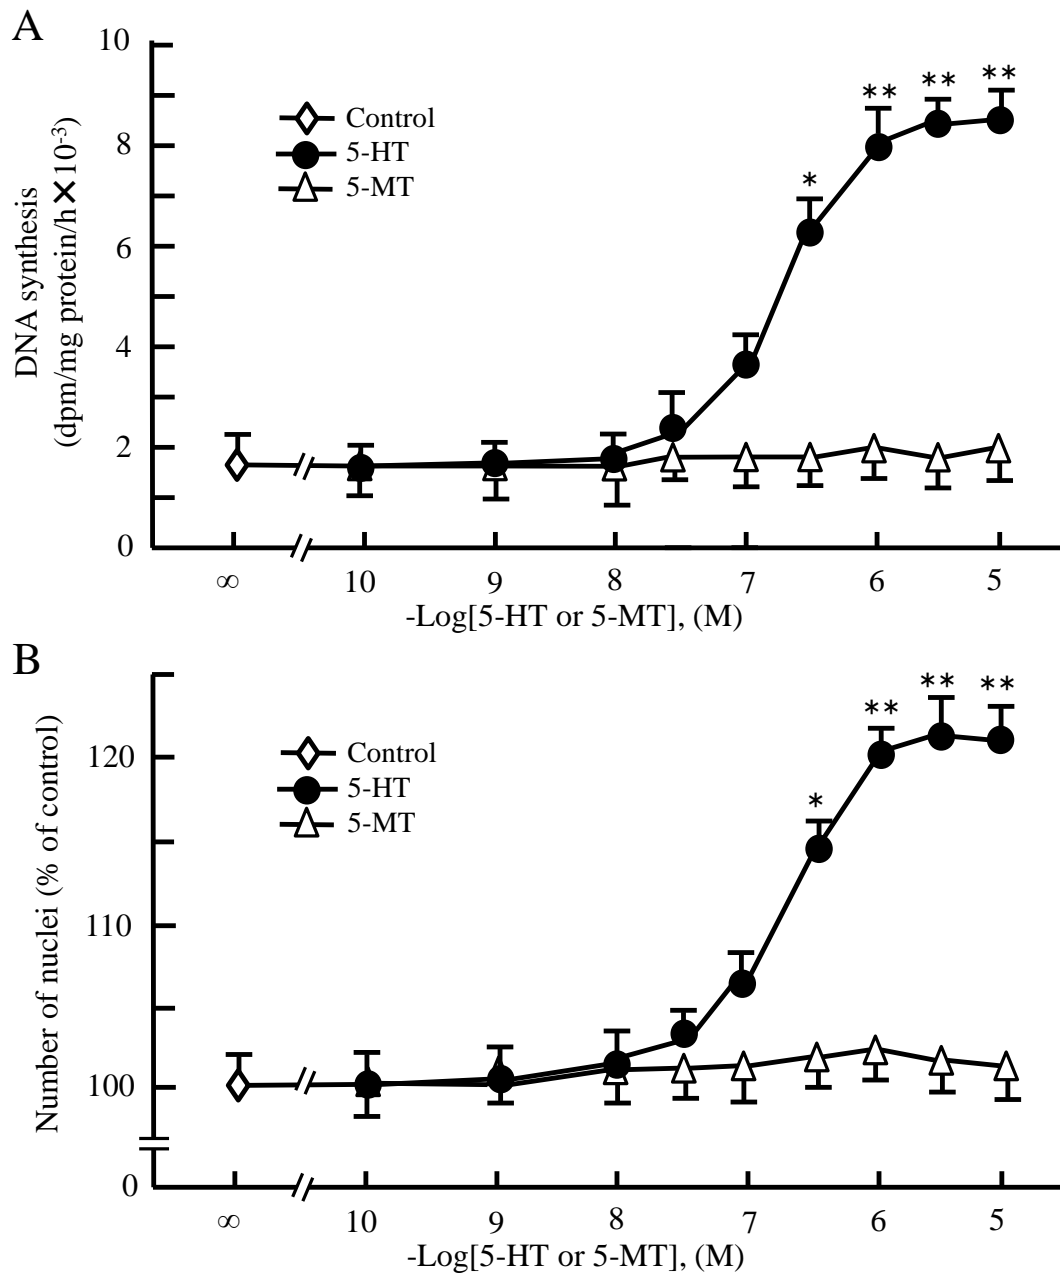 A
10
8
6
4
2
0
DNA synthesis
(dpm/mg protein/h×10⁻³)
Control
5-HT
5-MT
*
**
**
**
∞
10
9
8
7
6
5
-Log[5-HT or 5-MT], (M)
B
120
110
100
0
Number of nuclei (% of control)
Control
5-HT
5-MT
*
**
**
**
∞
10
9
8
7
6
5
-Log[5-HT or 5-MT], (M)